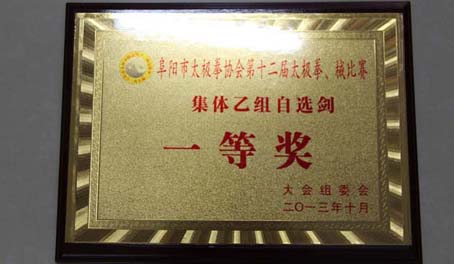 阜阳市太极拳协会第十二届太极拳、械比赛
集体乙组自选剑
一等奖
大会组委会
二〇一三年十月